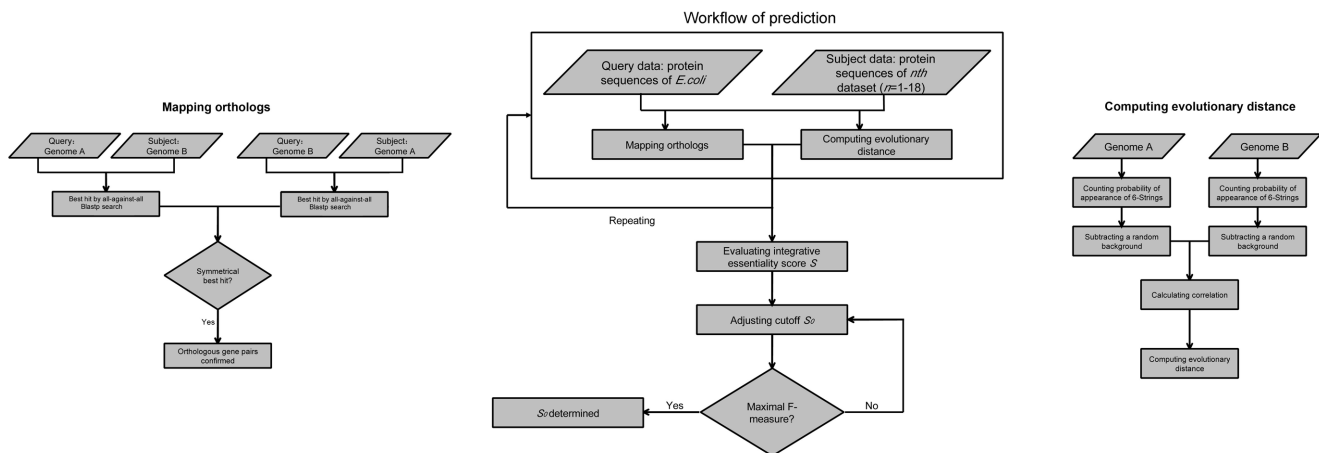 Workflow of prediction
Query data: protein
sequences of E.coli
Subject data: protein
sequences of nth
dataset (n=1-18)
Mapping orthologs
Computing evolutionary
distance
Repeating
Evaluating integrative
essentiality score S
Adjusting cutoff S0
Maximal F-
measure?
Yes
No
S0 determined
Mapping orthologs
Query:
Genome A
Subject:
Genome B
Query:
Genome B
Subject:
Genome A
Best hit by all-against-all
Blastp search
Best hit by all-against-all
Blastp search
Symmetrical
best hit?
Yes
Orthologous gene pairs
confirmed
Computing evolutionary distance
Genome A
Genome B
Counting probability of
appearance of 6-Strings
Counting probability of
appearance of 6-Strings
Subtracting a random
background
Subtracting a random
background
Calculating correlation
Computing evolutionary
distance